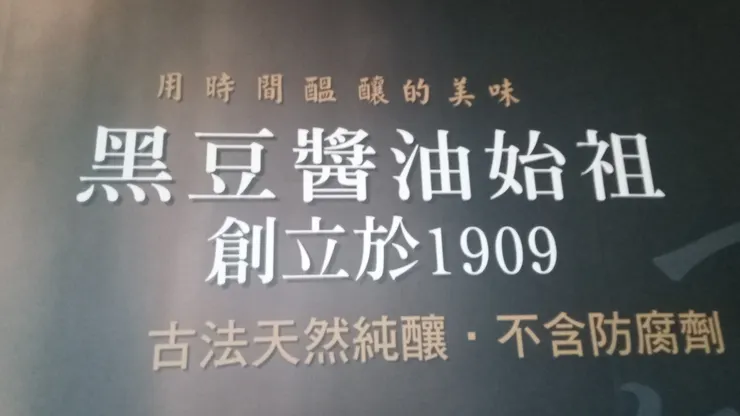 用時間醞釀的美味
黑豆醬油始祖
創立於1909
古法天然純釀·不含防腐劑